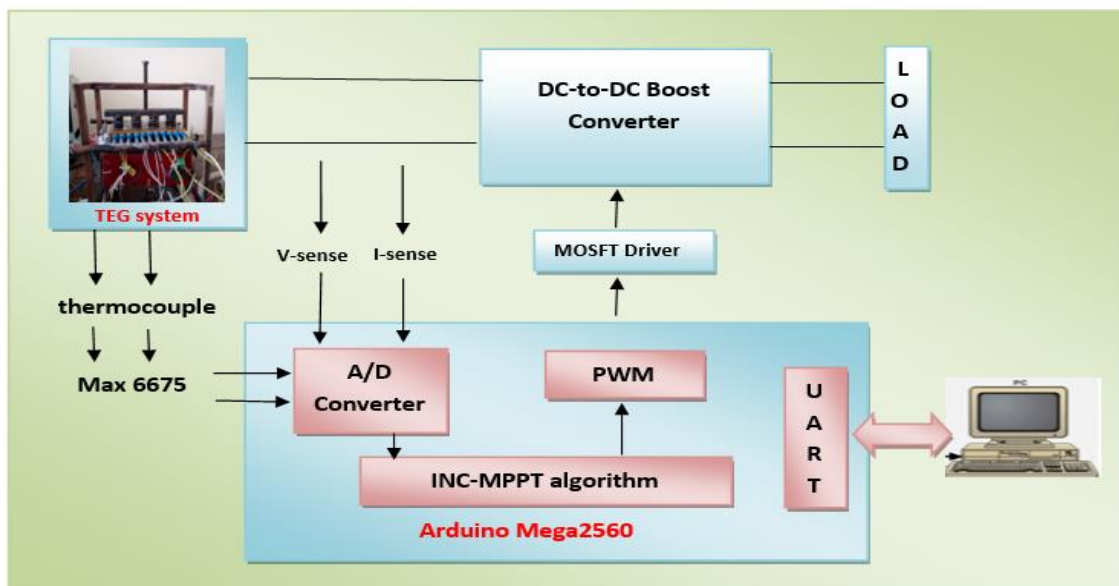 DC-to-DC Boost
Converter
L
O
A
D
TEG system
V-sense
I-sense
MOSFT Driver
thermocouple
Max 6675
A/D
Converter
PWM
U
A
R
T
PC
INC-MPPT algorithm
Arduino Mega2560